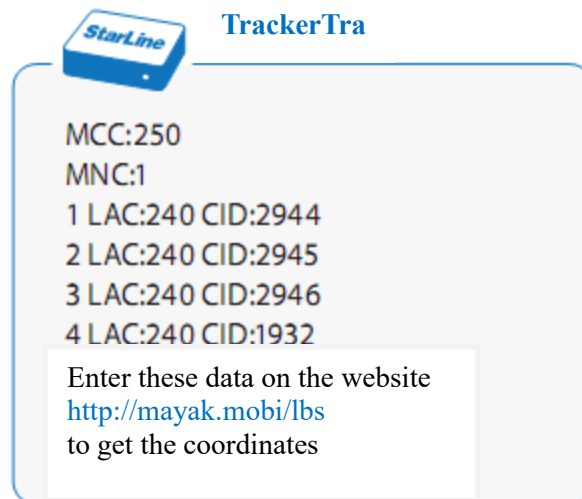 StarLine
TrackerTra
MCC:250
MNC:1
1 LAC:240 CID:2944
2 LAC:240 CID:2945
3 LAC:240 CID:2946
4 LAC:240 CID:1932
Enter these data on the website
http://mayak.mobi/lbs
to get the coordinates